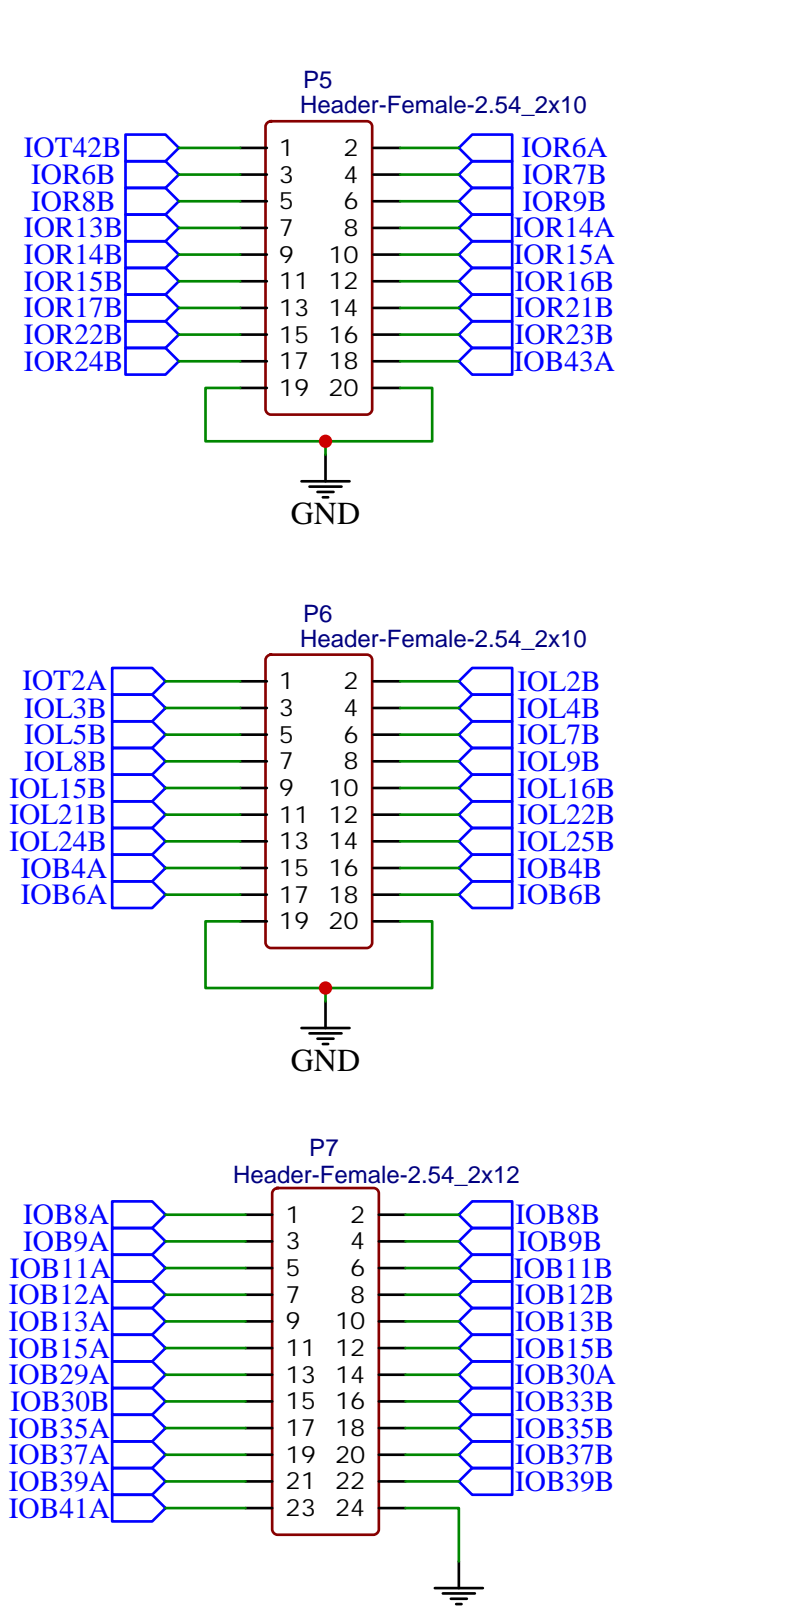 P5
Header-Female-2.54_2x10
IOT42B 1 2 IOR6A
IOR6B 3 4 IOR7B
IOR8B 5 6 IOR9B
IOR13B 7 8 IOR14A
IOR14B 9 10 IOR15A
IOR15B 11 12 IOR16B
IOR17B 13 14 IOR21B
IOR22B 15 16 IOR23B
IOR24B 17 18 IOB43A
19 20
GND
P6
Header-Female-2.54_2x10
IOT2A 1 2 IOL2B
IOL3B 3 4 IOL4B
IOL5B 5 6 IOL7B
IOL8B 7 8 IOL9B
IOL15B 9 10 IOL16B
IOL21B 11 12 IOL22B
IOL24B 13 14 IOL25B
IOB4A 15 16 IOB4B
IOB6A 17 18 IOB6B
19 20
GND
P7
Header-Female-2.54_2x12
IOB8A 1 2 IOB8B
IOB9A 3 4 IOB9B
IOB11A 5 6 IOB11B
IOB12A 7 8 IOB12B
IOB13A 9 10 IOB13B
IOB15A 11 12 IOB15B
IOB29A 13 14 IOB30A
IOB30B 15 16 IOB33B
IOB35A 17 18 IOB35B
IOB37A 19 20 IOB37B
IOB39A 21 22 IOB39B
IOB41A 23 24